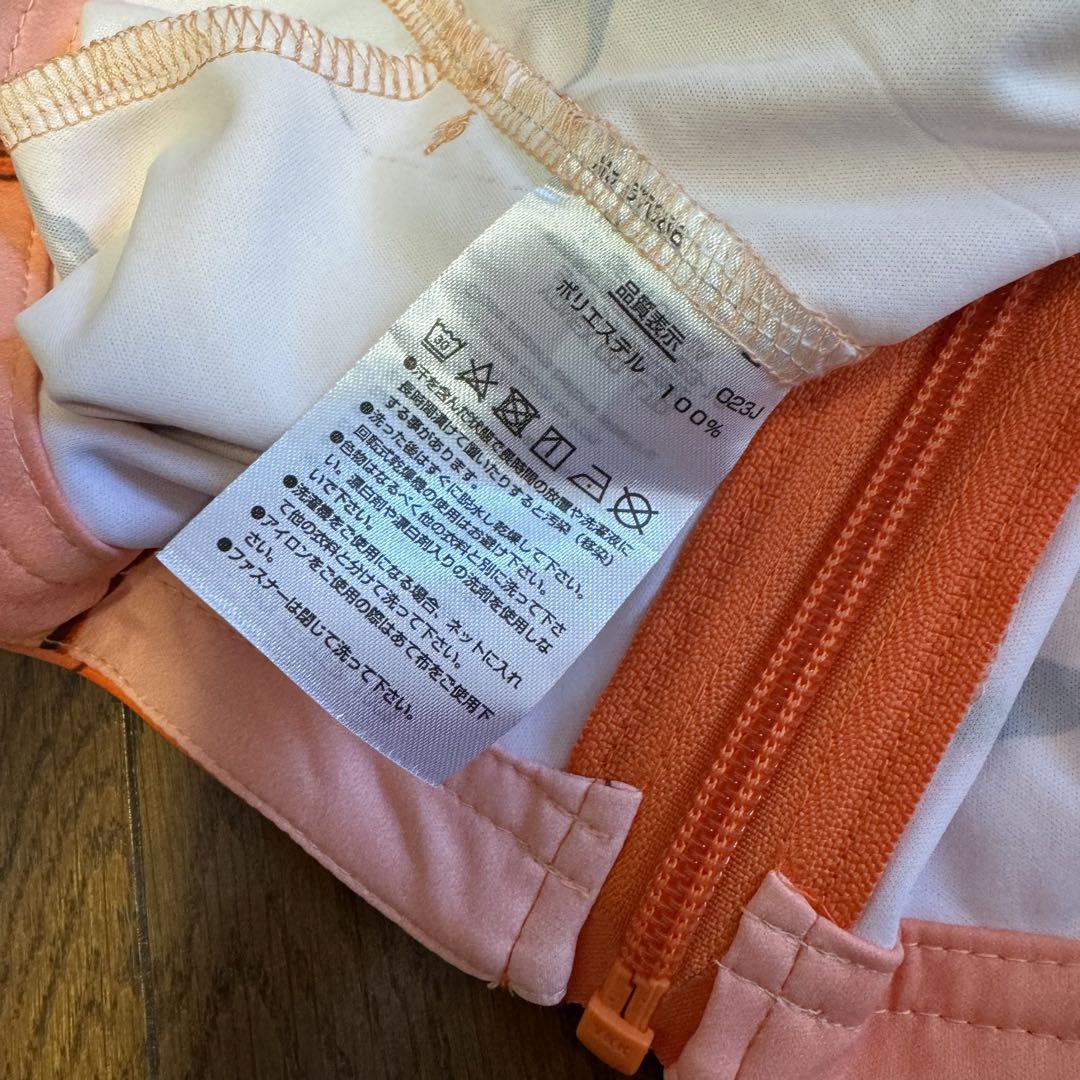 品質表示
023J
ポリエステル 100%
30
●汗を含んだ状態で長時間の放置や洗濯液に
長時間漬けて置いたりすると汚染（移染）
する事があります。
●洗った後はすぐに脱水し乾燥して下さい。
回転式乾燥機の使用はお避け下さい。
●色物はなるべく他の衣料と別に洗って下さ
い。漂白剤や漂白剤入りの洗剤を使用しな
いで下さい。
●洗濯機をご使用になる場合、ネットに入れ
て他の衣料と分けて洗って下さい。
●アイロンをご使用の際はあて布をご使用下
さい。
●ファスナーは閉じて洗って下さい。
YKK